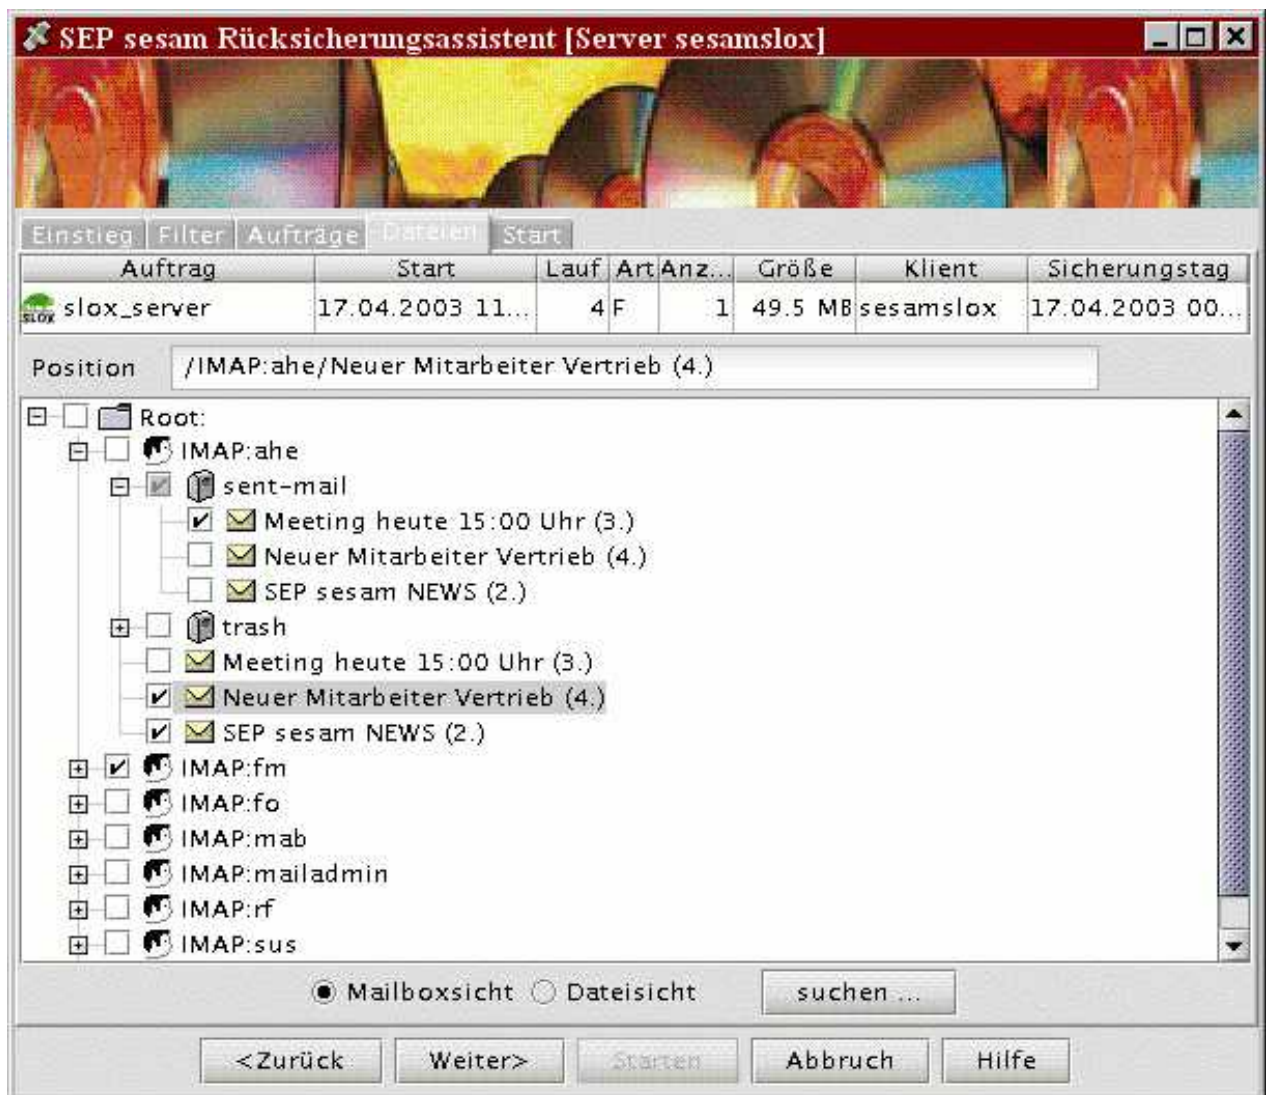 SEP sesam Rücksicherungsassistent [Server sesamslox]
Einstieg Filter Aufträge Dateien Start
Auftrag Start Lauf Art Anz... Größe Klient Sicherungstag
SLOX slox_server 17.04.2003 11... 4 F 1 49.5 MB sesamslox 17.04.2003 00...
Position /IMAP:ahe/Neuer Mitarbeiter Vertrieb (4.)
Root:
IMAP:ahe
sent-mail
Meeting heute 15:00 Uhr (3.)
Neuer Mitarbeiter Vertrieb (4.)
SEP sesam NEWS (2.)
trash
Meeting heute 15:00 Uhr (3.)
Neuer Mitarbeiter Vertrieb (4.)
SEP sesam NEWS (2.)
IMAP:fm
IMAP:fo
IMAP:mab
IMAP:mailadmin
IMAP:rf
IMAP:sus
Mailboxsicht Dateisicht suchen ...
<Zurück Weiter> Starten Abbruch Hilfe